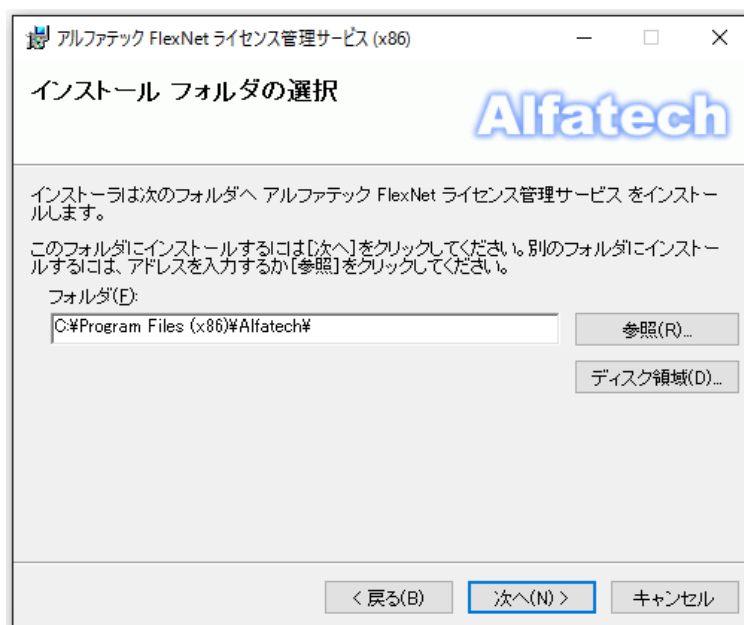 アルファテック FlexNet ライセンス管理サービス (x86)
インストール フォルダの選択
Alfatech
インストーラは次のフォルダへ アルファテック FlexNet ライセンス管理サービス をインストー
ルします。
このフォルダにインストールするには[次へ]をクリックしてください。別のフォルダにインストー
ルするには、アドレスを入力するか[参照]をクリックしてください。
フォルダ(F):
C:¥Program Files (x86)¥Alfatech¥
参照(R)...
ディスク領域(D)...
< 戻る(B)
次へ(N) >
キャンセル